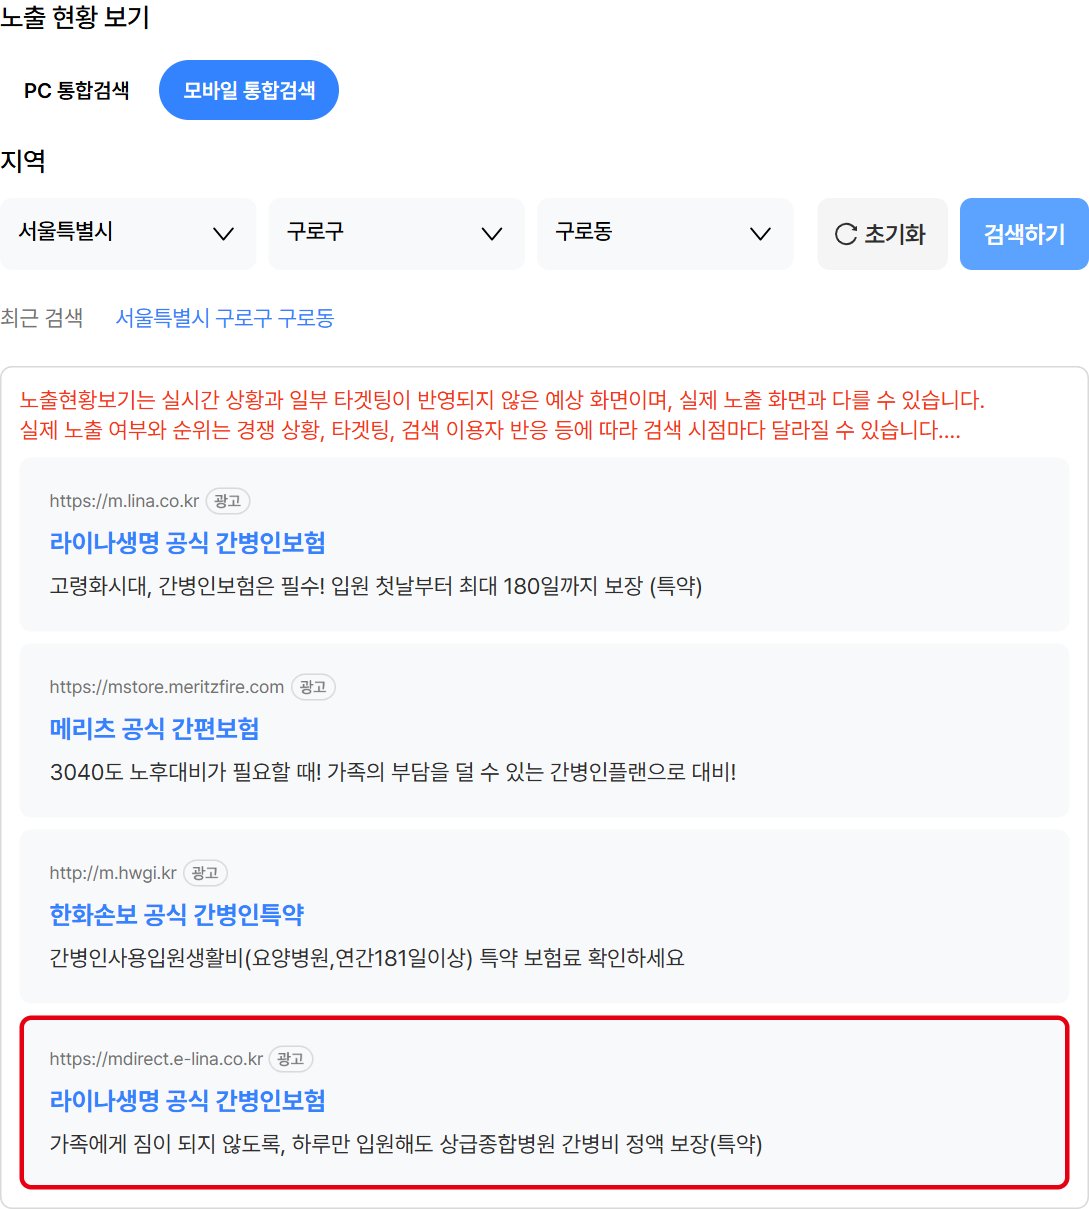 노출 현황 보기
PC 통합검색 모바일 통합검색
지역
서울특별시 구로구 구로동 초기화 검색하기
최근 검색 서울특별시 구로구 구로동
노출현황보기는 실시간 상황과 일부 타겟팅이 반영되지 않은 예상 화면이며, 실제 노출 화면과 다를 수 있습니다.
실제 노출 여부와 순위는 경쟁 상황, 타겟팅, 검색 이용자 반응 등에 따라 검색 시점마다 달라질 수 있습니다....
https://m.lina.co.kr 광고
라이나생명 공식 간병인보험
고령화시대, 간병인보험은 필수! 입원 첫날부터 최대 180일까지 보장 (특약)
https://mstore.meritzfire.com 광고
메리츠 공식 간편보험
3040도 노후대비가 필요할 때! 가족의 부담을 덜 수 있는 간병인플랜으로 대비!
http://m.hwgi.kr 광고
한화손보 공식 간병인특약
간병인사용입원생활비(요양병원,연간181일이상) 특약 보험료 확인하세요
https://mdirect.e-lina.co.kr 광고
라이나생명 공식 간병인보험
가족에게 짐이 되지 않도록, 하루만 입원해도 상급종합병원 간병비 정액 보장(특약)